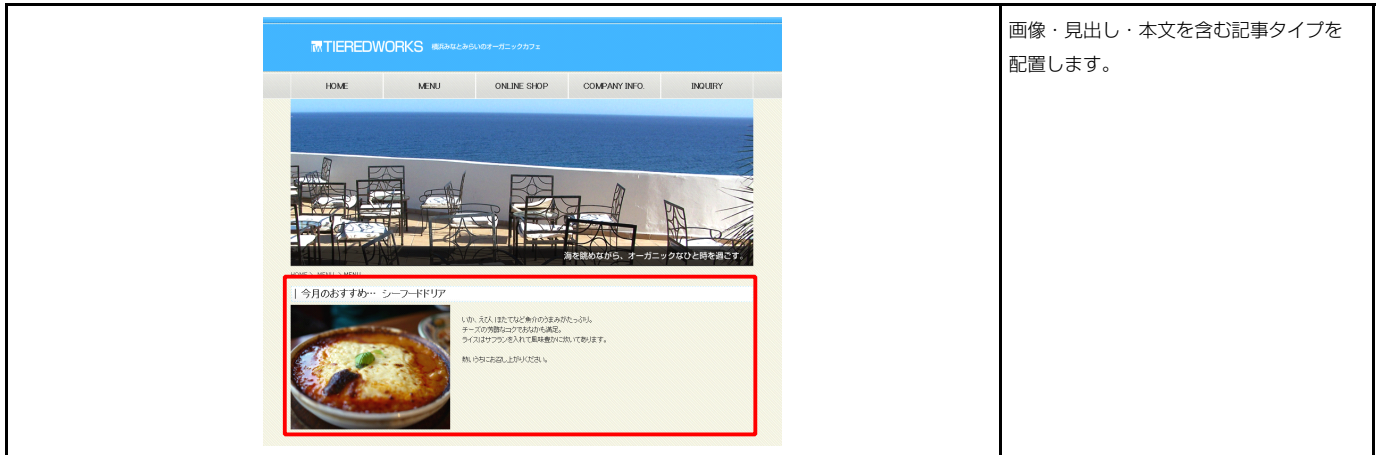 TW TIEREDWORKS 横浜みなとみらいのオーガニックカフェ
HOME MENU ONLINE SHOP COMPANY INFO. INQUIRY
海を眺めながら、オーガニックなひと時を過ごす。
HOME > MENU > MENU
| 今月のおすすめ… シーフードドリア
いか、えび、ほたてなど魚介のうまみがたっぷり。
チーズの芳醇なコクでおなかも満足。
ライスはサフランを入れて風味豊かに炊いてあります。
熱いうちにお召し上がりください。
画像・見出し・本文を含む記事タイプを
配置します。